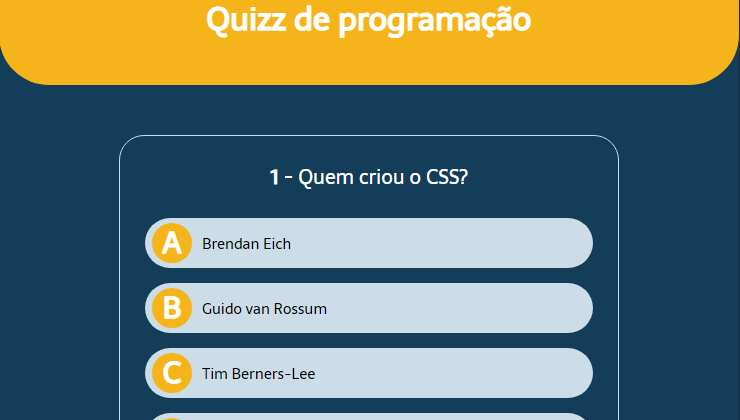 Quizz de programação
1 - Quem criou o CSS?
A Brendan Eich
B Guido van Rossum
C Tim Berners-Lee